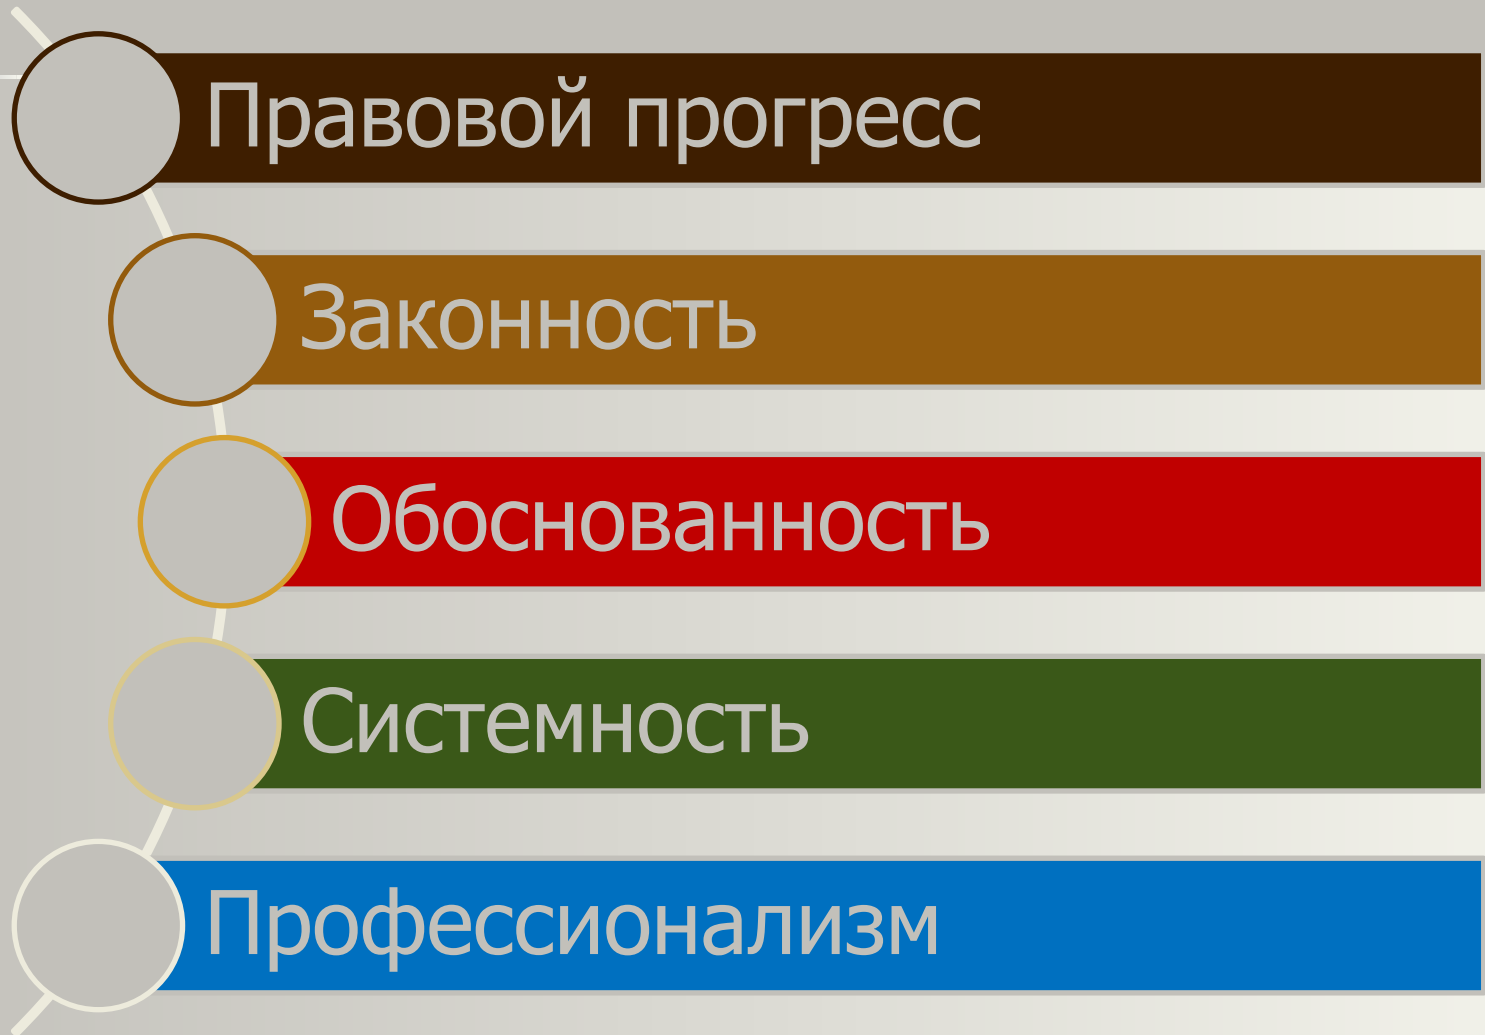 Правовой прогресс
Законность
Обоснованность
Системность
Профессионализм